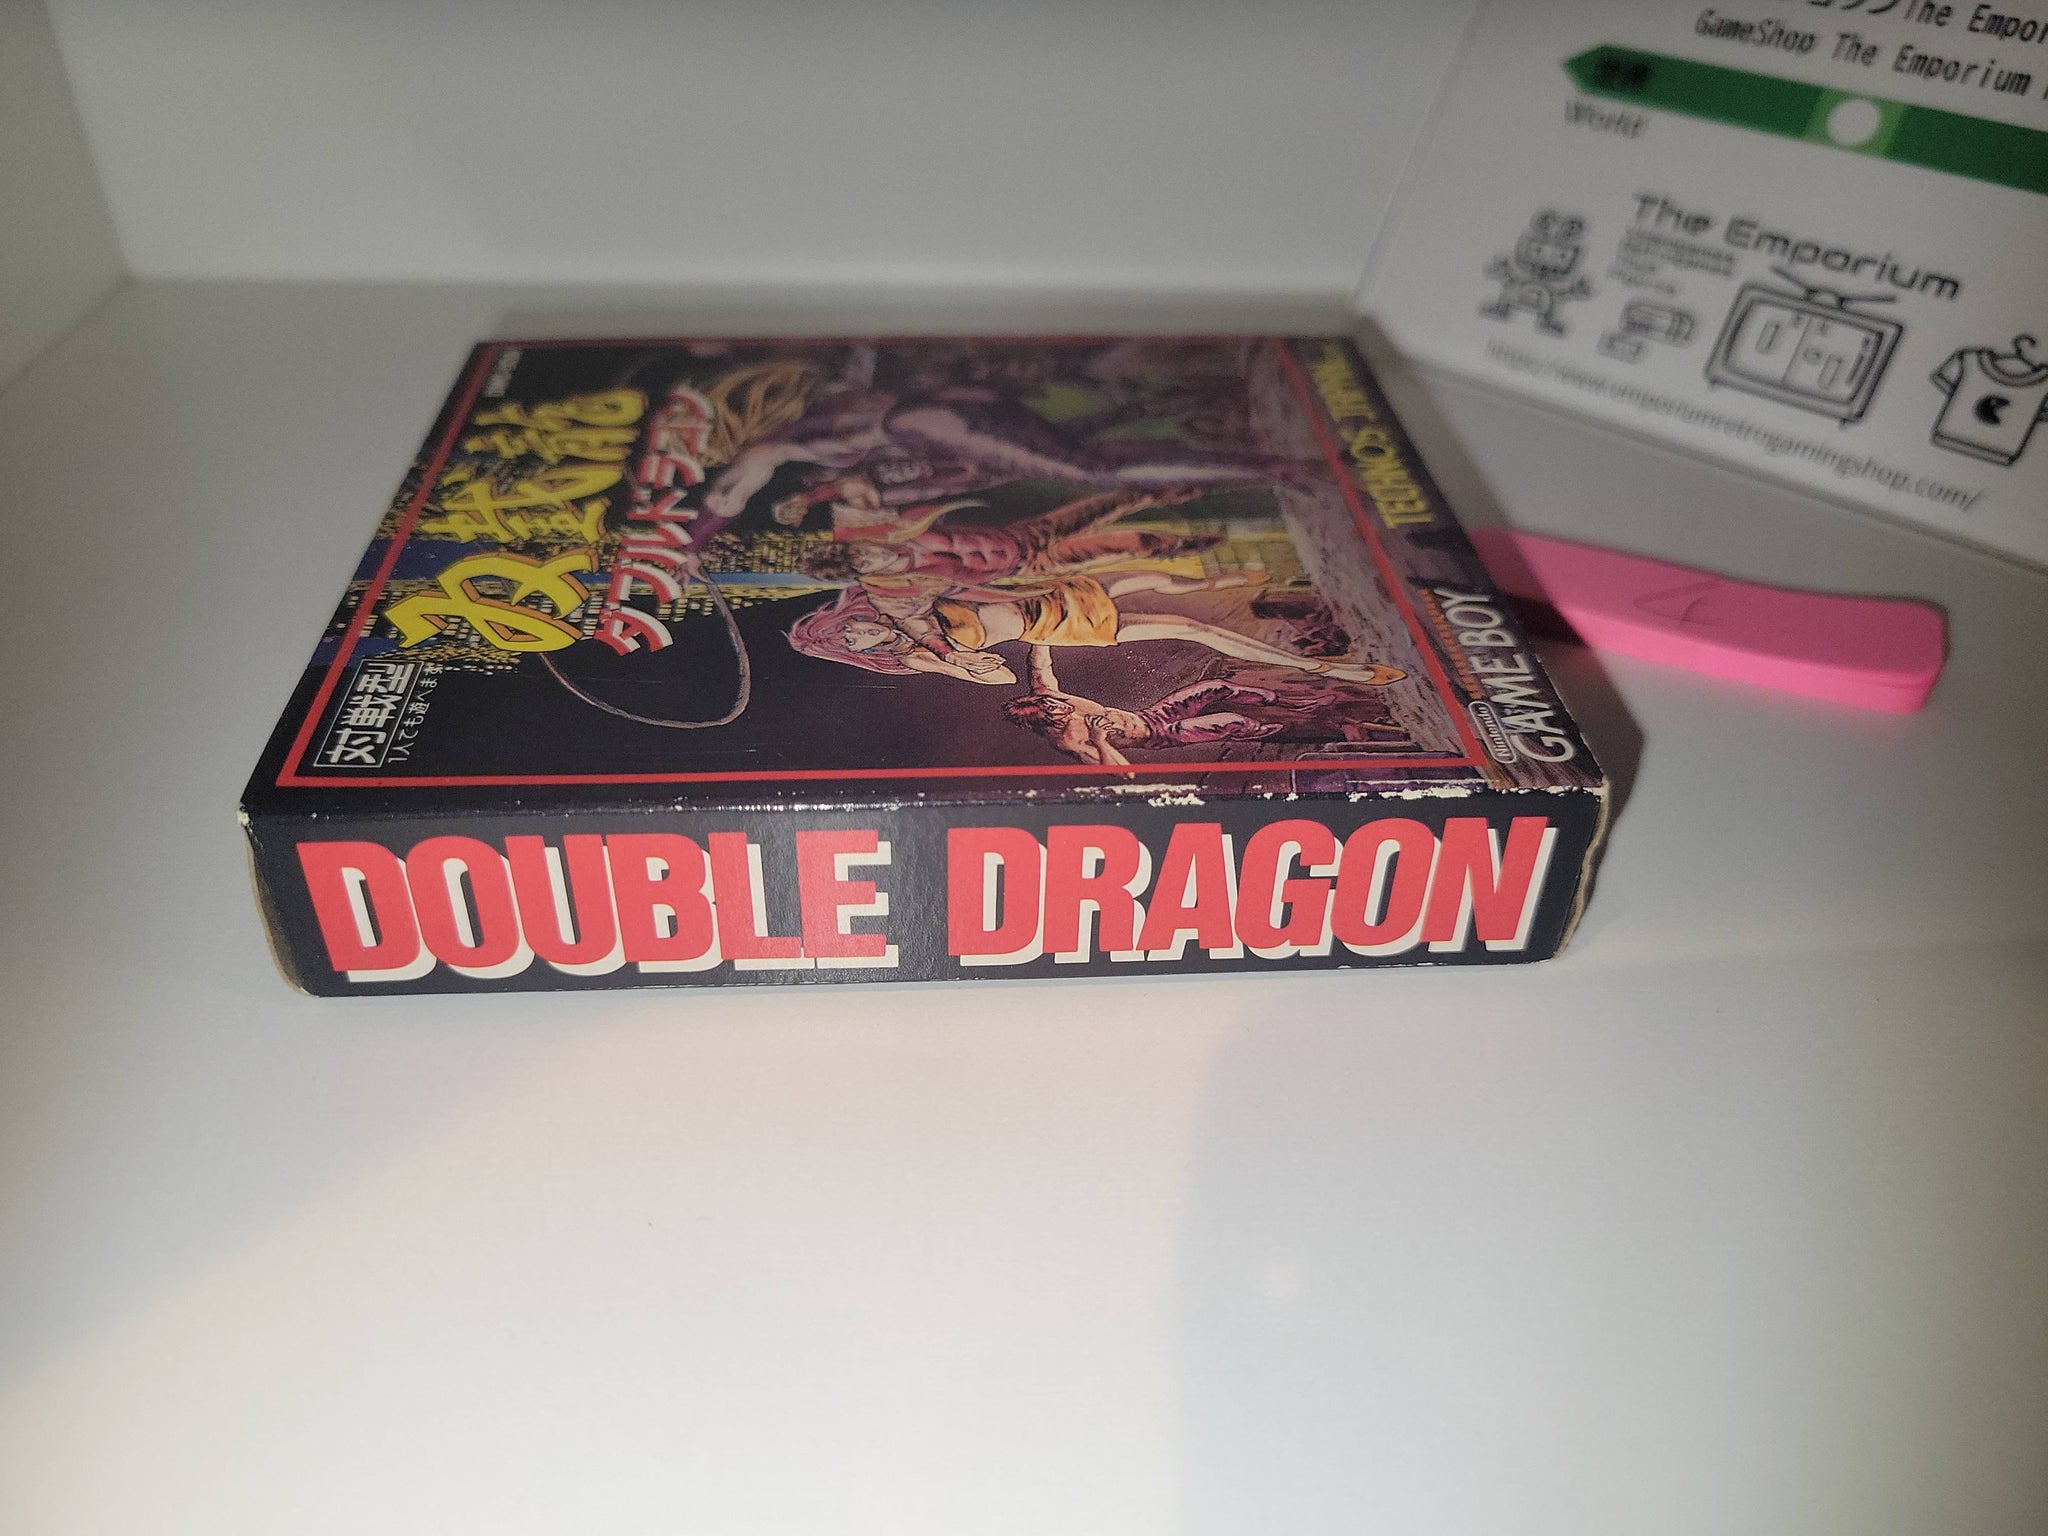 The Empor
GameShop The Emporium
World
The Emporium
https://www.emporiumretrogamingshop.com/
双截龍
ダブルドラゴン
対戦型
1人でも遊べます
TECHNOS JAPAN
Nintendo
GAME BOY
DOUBLE DRAGON